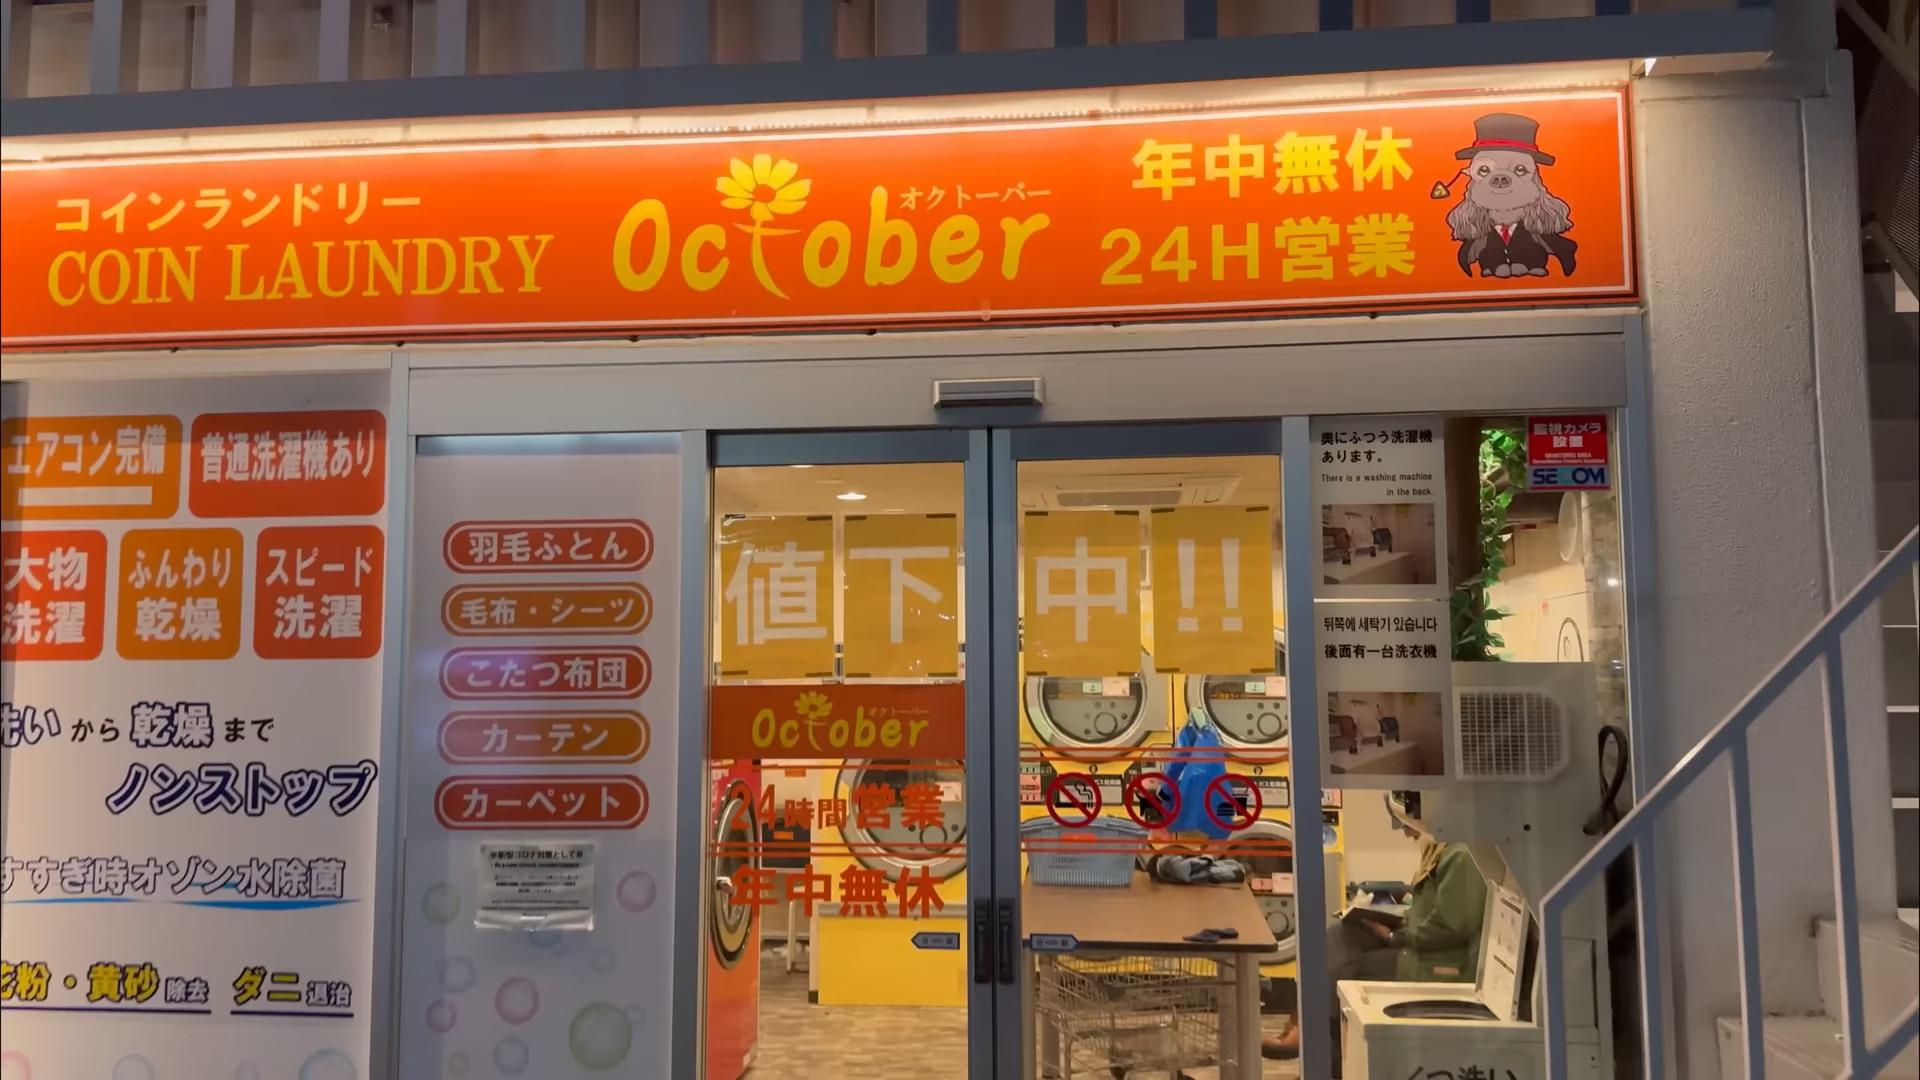 コインランドリー
COIN LAUNDRY
October
オクトーバー
年中無休
24H営業
エアコン完備
普通洗濯機あり
大物
洗濯
ふんわり
乾燥
スピード
洗濯
洗い から 乾燥 まで
ノンストップ
すすぎ時オゾン水除菌
花粉・黄砂 除去 ダニ 退治
羽毛ふとん
毛布・シーツ
こたつ布団
カーテン
カーペット
値下中!!
October
オクトーバー
24時間営業
年中無休
奥にふつう洗濯機
あります。
There is a washing machine
in the back.
뒤쪽에 세탁기 있습니다
後面有一台洗衣機
監視カメラ
設置
SECOM